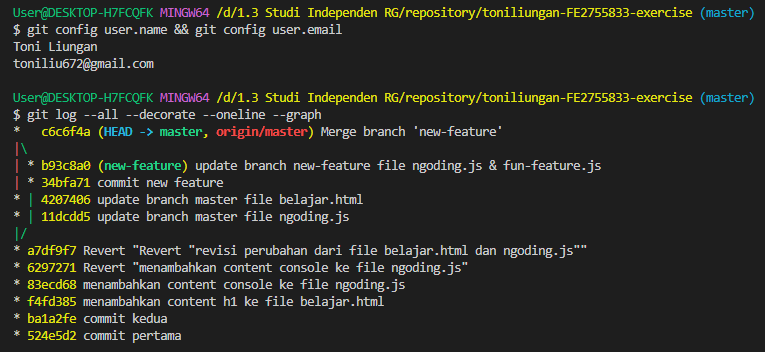 User@DESKTOP-H7FCQFK MINGW64 /d/1.3 Studi Independen RG/repository/toniliungan-FE2755833-exercise (master)
$ git config user.name && git config user.email
Toni Liungan
toniliu672@gmail.com
User@DESKTOP-H7FCQFK MINGW64 /d/1.3 Studi Independen RG/repository/toniliungan-FE2755833-exercise (master)
$ git log --all --decorate --oneline --graph
*   c6c6f4a (HEAD -> master, origin/master) Merge branch 'new-feature'
|\
| * b93c8a0 (new-feature) update branch new-feature file ngoding.js & fun-feature.js
| * 34bfa71 commit new feature
* | 4207406 update branch master file belajar.html
* | 11dcdd5 update branch master file ngoding.js
|/
* a7df9f7 Revert "Revert "revisi perubahan dari file belajar.html dan ngoding.js""
* 6297271 Revert "menambahkan content console ke file ngoding.js"
* 83ecd68 menambahkan content console ke file ngoding.js
* f4fd385 menambahkan content h1 ke file belajar.html
* ba1a2fe commit kedua
* 524e5d2 commit pertama